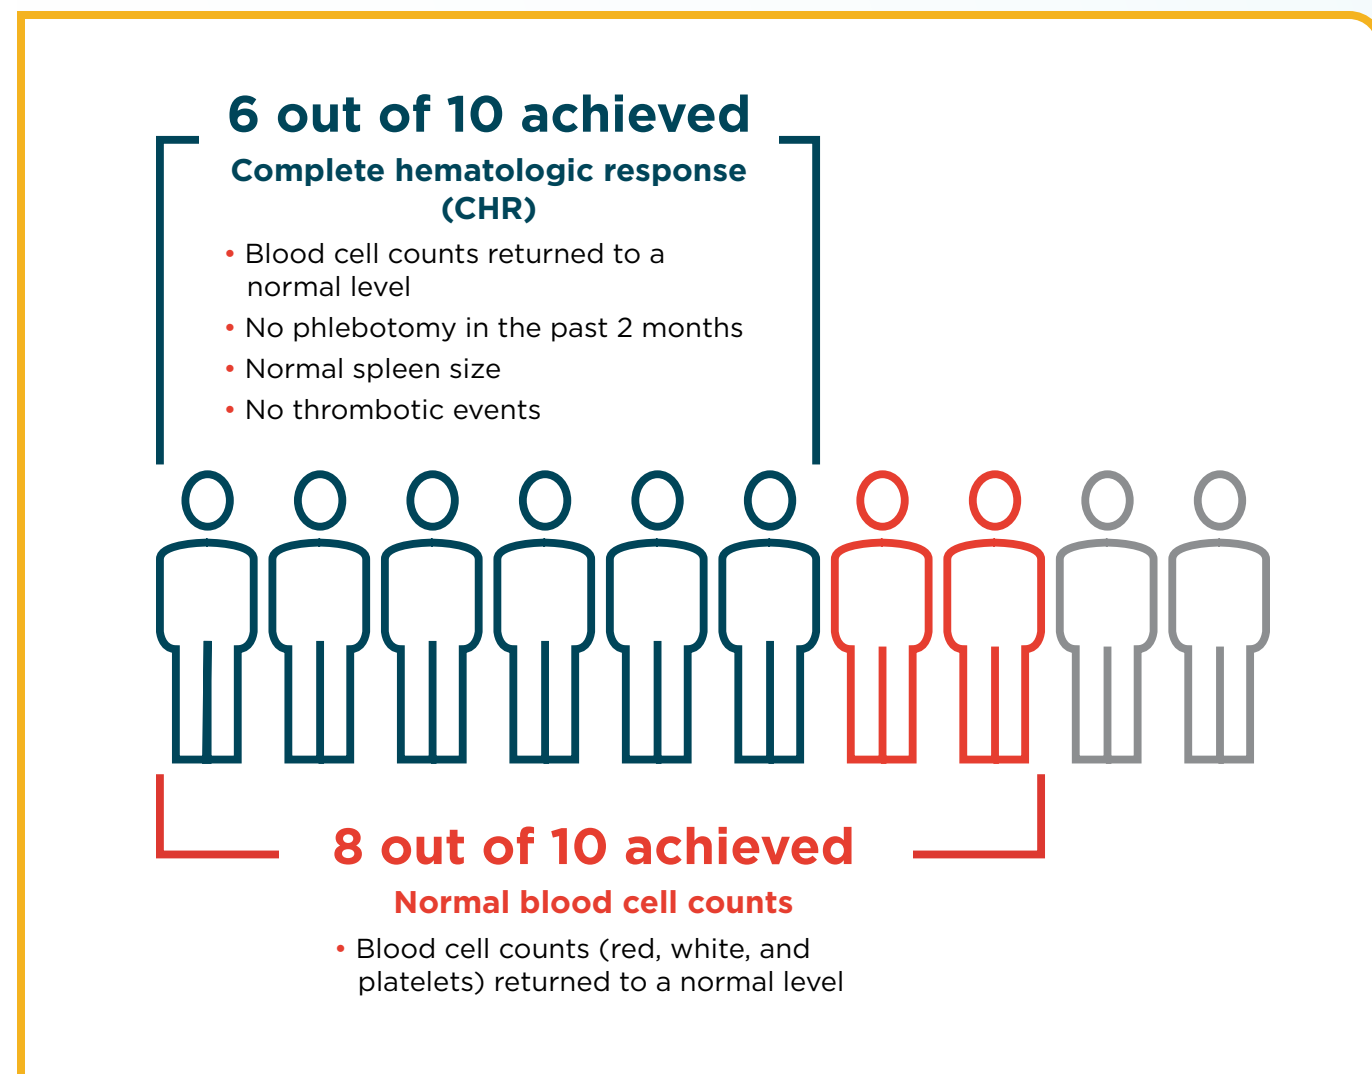 6 out of 10 achieved
Complete hematologic response
(CHR)
• Blood cell counts returned to a
normal level
• No phlebotomy in the past 2 months
• Normal spleen size
• No thrombotic events
8 out of 10 achieved
Normal blood cell counts
• Blood cell counts (red, white, and
platelets) returned to a normal level